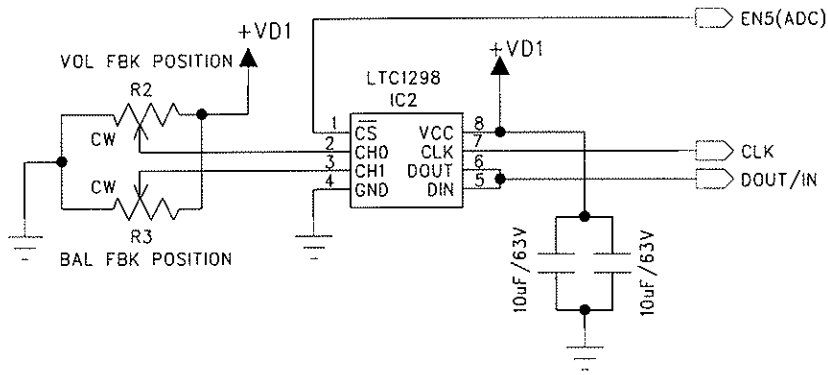 EN5(ADC)
+VD1
+VD1
VOL FBK POSITION
R2
LTC1298
IC2
CW
1
CS
VCC
8
2
CH0
CLK
7
CLK
3
CH1
DOUT
6
4
GND
DIN
5
DOUT/IN
CW
R3
BAL FBK POSITION
10uF/63V
10uF/63V